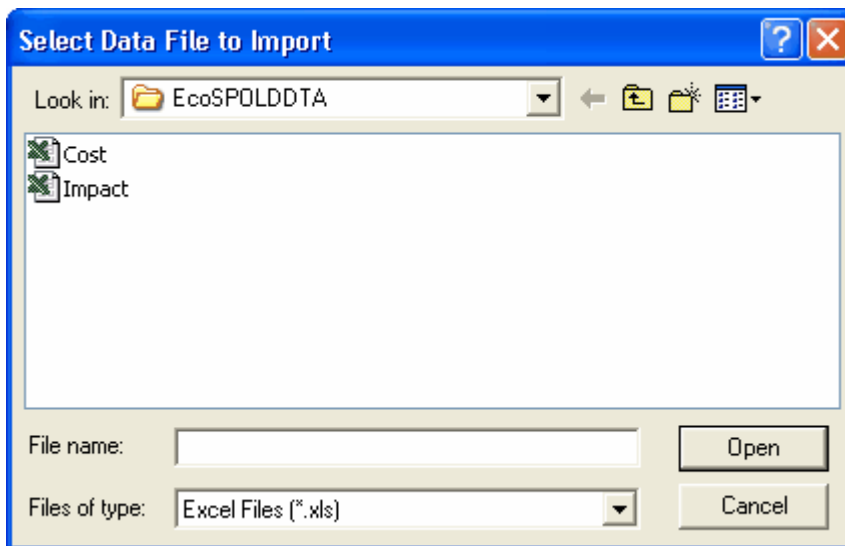 Select Data File to Import
Look in: EcoSPOLDDTA
Cost
Impact
File name:
Open
Files of type: Excel Files (*.xls)
Cancel